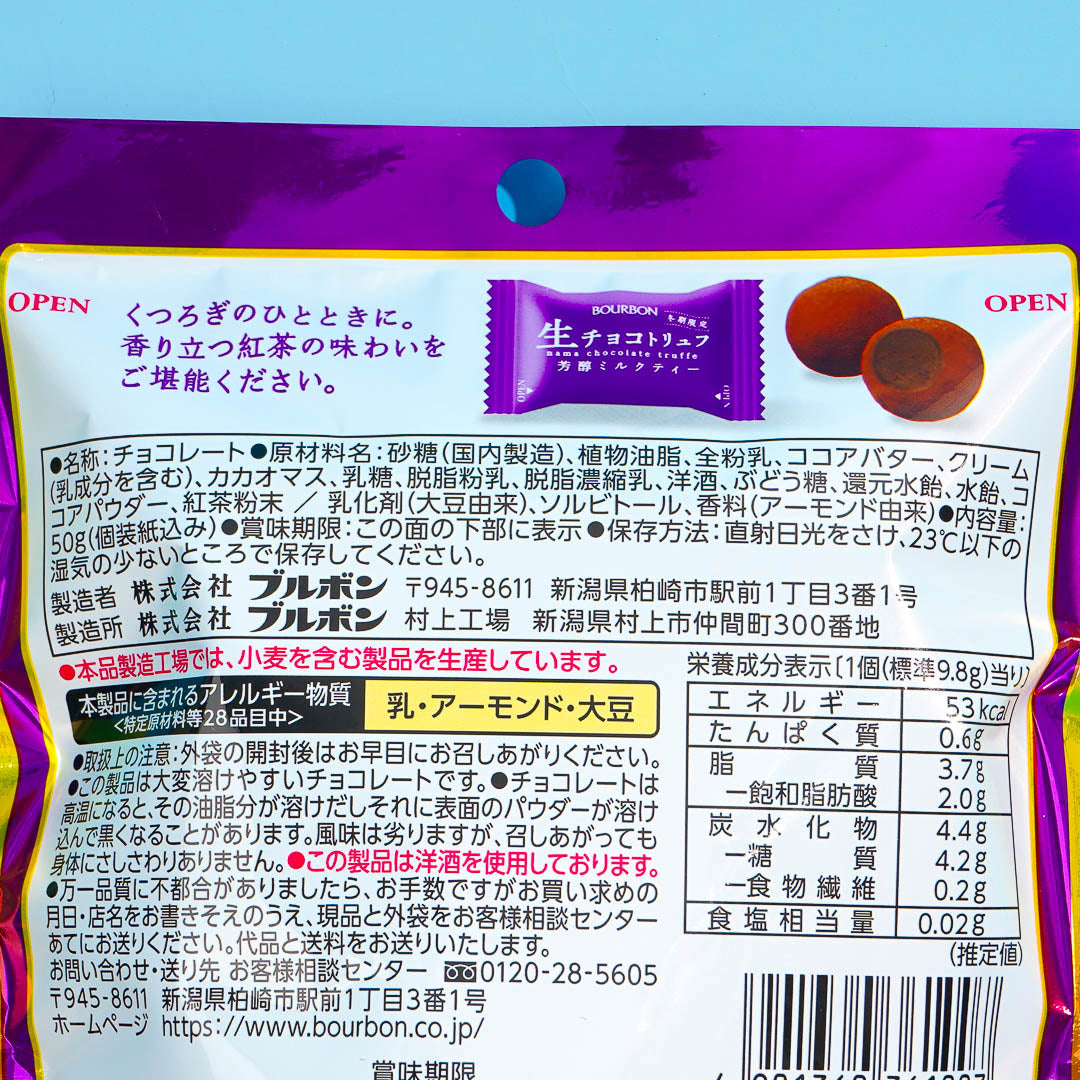 OPEN
くつろぎのひとときに。
香り立つ紅茶の味わいを
ご堪能ください。
BOURBON
冬期限定
生チョコトリュフ
nama chocolate truffe
芳醇ミルクティー
OPEN
OPEN
OPEN
●名称:チョコレート●原材料名:砂糖(国内製造)、植物油脂、全粉乳、ココアバター、クリーム
(乳成分を含む)、カカオマス、乳糖、脱脂粉乳、脱脂濃縮乳、洋酒、ぶどう糖、還元水飴、水飴、コ
コアパウダー、紅茶粉末 / 乳化剤(大豆由来)、ソルビトール、香料(アーモンド由来)●内容量:
50g(個装紙込み)●賞味期限:この面の下部に表示●保存方法:直射日光をさけ、23℃以下の
湿気の少ないところで保存してください。
製造者 株式会社 ブルボン 〒945-8611 新潟県柏崎市駅前1丁目3番1号
製造所 株式会社 ブルボン 村上工場 新潟県村上市仲間町300番地
●本品製造工場では、小麦を含む製品を生産しています。
本製品に含まれるアレルギー物質
<特定原材料等28品目中>
乳・アーモンド・大豆
●取扱上の注意:外袋の開封後はお早目にお召しあがりください。
●この製品は大変溶けやすいチョコレートです。●チョコレートは
高温になると、その油脂分が溶けだしそれに表面のパウダーが溶け
込んで黒くなることがあります。風味は劣りますが、召しあがっても
身体にさしさわりありません。●この製品は洋酒を使用しております。
●万一品質に不都合がありましたら、お手数ですがお買い求めの
月日・店名をお書きそえのうえ、現品と外袋をお客様相談センター
あてにお送りください。代品と送料をお送りいたします。
お問い合わせ・送り先 お客様相談センター 0120-28-5605
〒945-8611 新潟県柏崎市駅前1丁目3番1号
ホームページ https://www.bourbon.co.jp/
賞味期限
栄養成分表示〔1個(標準9.8g)当り〕
エネルギー 53kcal
たんぱく質 0.6g
脂質 3.7g
ー飽和脂肪酸 2.0g
炭水化物 4.4g
ー糖質 4.2g
ー食物繊維 0.2g
食塩相当量 0.02g
(推定値)